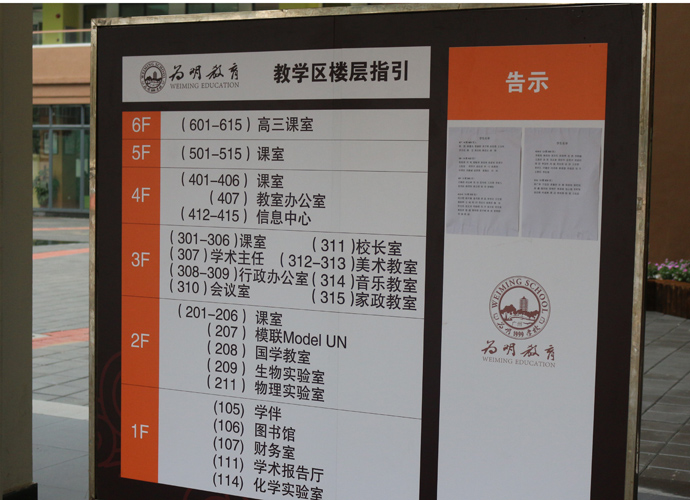 为明教育
WEIMING EDUCATION
教学区楼层指引
6F
(601-615) 高三课室
5F
(501-515) 课室
4F
(401-406) 课室
(407) 教室办公室
(412-415) 信息中心
3F
(301-306)课室 (311)校长室
(307)学术主任 (312-313)美术教室
(308-309)行政办公室 (314)音乐教室
(310)会议室 (315)家政教室
2F
(201-206) 课室
(207) 模联Model UN
(208) 国学教室
(209) 生物实验室
(211) 物理实验室
1F
(105) 学伴
(106) 图书馆
(107) 财务室
(111) 学术报告厅
(114) 化学实验室
告示
WEIMING SCHOOL
1999
为明教育
WEIMING EDUCATION